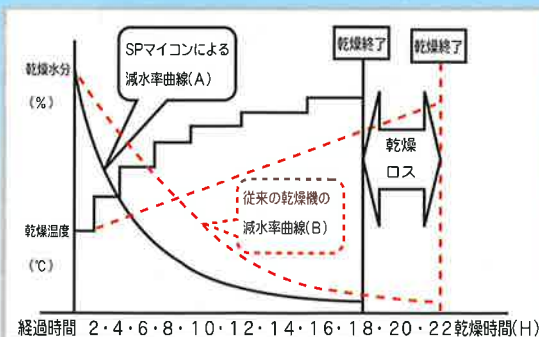 乾燥終了
乾燥終了
SPマイコンによる
減水率曲線(A)
乾燥水分
(%)
乾燥
ロス
従来の乾燥機の
減水率曲線(B)
乾燥温度
(℃)
経過時間 2・4・6・8・10・12・14・16・18・20・22 乾燥時間(H)